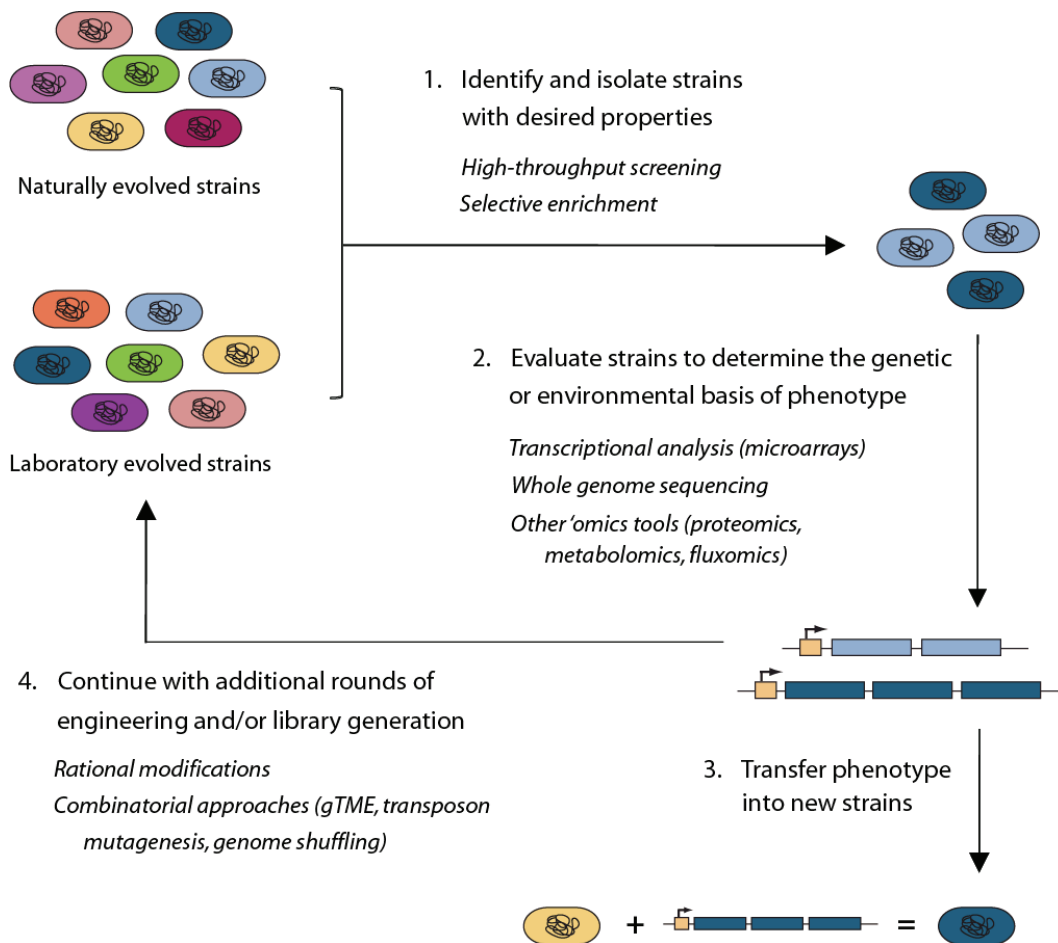 Naturally evolved strains
1. Identify and isolate strains
with desired properties
High-throughput screening
Selective enrichment
Laboratory evolved strains
2. Evaluate strains to determine the genetic
or environmental basis of phenotype
Transcriptional analysis (microarrays)
Whole genome sequencing
Other ‘omics tools (proteomics,
metabolomics, fluxomics)
4. Continue with additional rounds of
engineering and/or library generation
Rational modifications
Combinatorial approaches (gTME, transposon
mutagenesis, genome shuffling)
3. Transfer phenotype
into new strains
+ =